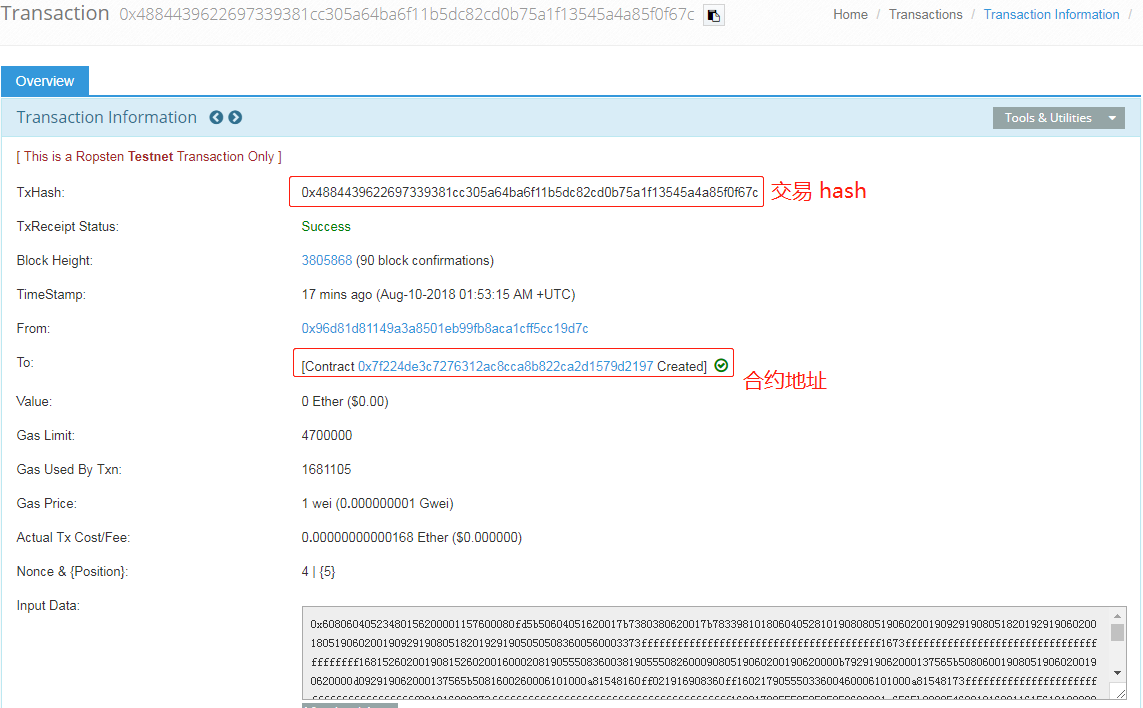 Transaction 0x4884439622697339381cc305a64ba6f11b5dc82cd0b75a1f13545a4a85f0f67c
Home / Transactions / Transaction Information /
Overview
Transaction Information
Tools & Utilities
[ This is a Ropsten Testnet Transaction Only ]
TxHash: 0x4884439622697339381cc305a64ba6f11b5dc82cd0b75a1f13545a4a85f0f67c 交易 hash
TxReceipt Status: Success
Block Height: 3805868 (90 block confirmations)
TimeStamp: 17 mins ago (Aug-10-2018 01:53:15 AM +UTC)
From: 0x96d81d81149a3a8501eb99fb8aca1cff5cc19d7c
To: [Contract 0x7f224de3c7276312ac8cca8b822ca2d1579d2197 Created]
合约地址
Value: 0 Ether ($0.00)
Gas Limit: 4700000
Gas Used By Txn: 1681105
Gas Price: 1 wei (0.000000001 Gwei)
Actual Tx Cost/Fee: 0.00000000000168 Ether ($0.000000)
Nonce & {Position}: 4 | {5}
Input Data:
0x60806040523480156200001157600080fd5b50604051620017b7380380620017b783398101806040528101908080519060200190929190805182019291906200